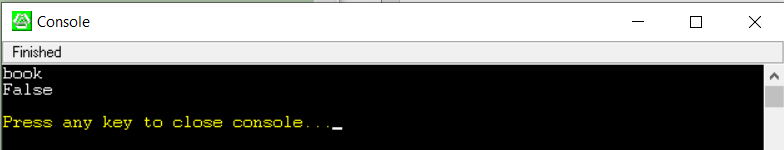 Console
Finished
book
False
Press any key to close console..._